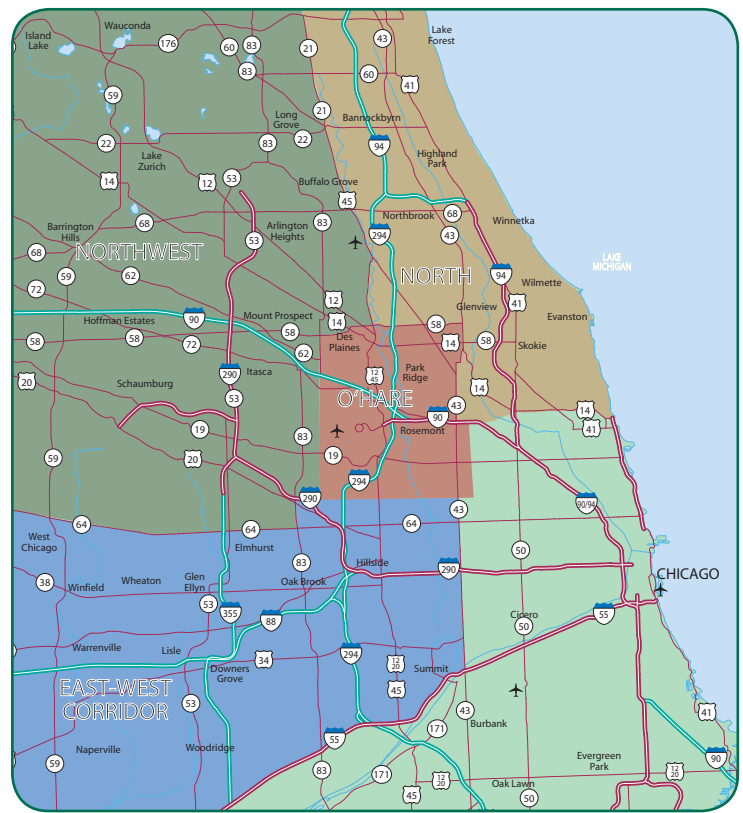 Island
Lake
Wauconda
176
60
83
83
21
43
60
41
Lake
Forest
59
22
Long
Grove
83
22
21
Bannockbyrn
94
Highland
Park
Lake
Zurich
14
12
53
Buffalo Grove
45
68
Barrington
Hills
NORTHWEST
68
72
59
62
53
Arlington
Heights
83
Northbrook
68
43
294
Winnetka
NORTH
LAKE
MICHIGAN
94
Wilmette
41
Glenview
Evanston
58
58
Skokie
12
14
Hoffman Estates
90
Mount Prospect
58
62
58
58
72
Des
Plaines
14
20
Schaumburg
290
Itasca
53
12
45
Park
Ridge
O'HARE
14
43
90
Rosemont
14
41
19
20
83
19
59
294
290
43
90/94
64
West
Chicago
64
64
Elmhurst
50
38
Winfield
Wheaton
Glen
Ellyn
83
Oak Brook
Hillside
290
CHICAGO
53
355
88
55
Cicero
50
Warrenville
Lisle
34
294
12
20
45
Summit
Downers
Grove
EAST-WEST
CORRIDOR
53
43
Burbank
171
41
Naperville
Woodridge
55
59
83
171
12
20
45
Oak Lawn
50
Evergreen
Park
12
20
90